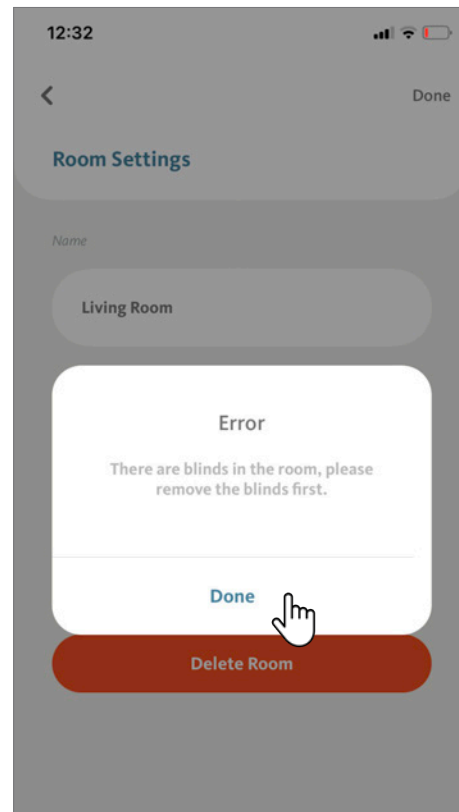 12:32
Done
Room Settings
Name
Living Room
Error
There are blinds in the room, please
remove the blinds first.
Done
Delete Room